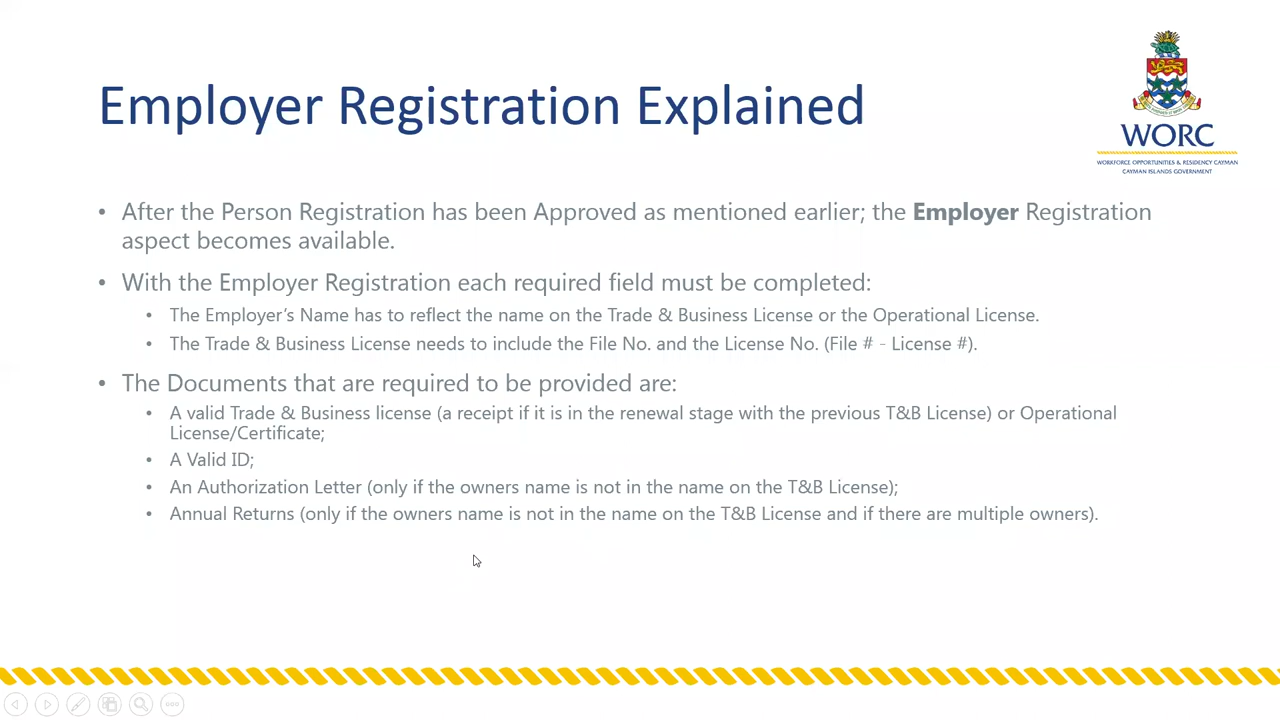 Employer Registration Explained
WORC
WORKFORCE OPPORTUNITIES & RESIDENCY CAYMAN
CAYMAN ISLANDS GOVERNMENT
• After the Person Registration has been Approved as mentioned earlier; the Employer Registration
aspect becomes available.
• With the Employer Registration each required field must be completed:
• The Employer's Name has to reflect the name on the Trade & Business License or the Operational License.
• The Trade & Business License needs to include the File No. and the License No. (File # - License #).
• The Documents that are required to be provided are:
• A valid Trade & Business license (a receipt if it is in the renewal stage with the previous T&B License) or Operational
License/Certificate;
• A Valid ID;
• An Authorization Letter (only if the owners name is not in the name on the T&B License);
• Annual Returns (only if the owners name is not in the name on the T&B License and if there are multiple owners).